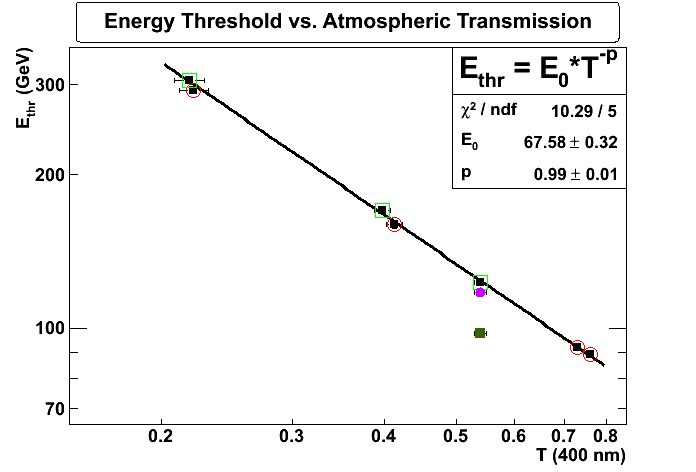 Energy Threshold vs. Atmospheric Transmission
E_thr (GeV)
E_thr = E_0*T^-p
χ² / ndf 10.29 / 5
E_0 67.58 ± 0.32
p 0.99 ± 0.01
300
200
100
70
0.2 0.3 0.4 0.5 0.6 0.7 0.8
T (400 nm)